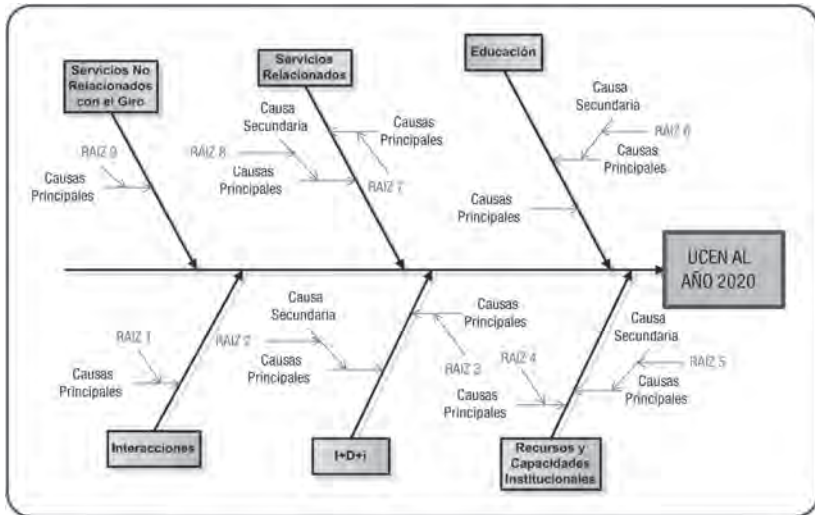 Servicios No
Relacionados
con el Giro
Servicios
Relacionados
Educación
Causa
Secundaria
Causas
Principales
Causa
Secundaria
RAIZ 6
RAIZ 9
RAIZ 8
Causas
Principales
Causas
Principales
RAIZ 7
Causas
Principales
Causas
Principales
UCEN AL
AÑO 2020
Causa
Secundaria
Causas
Principales
Causa
Secundaria
RAIZ 1
RAIZ 2
RAIZ 3
RAIZ 4
RAIZ 5
Causas
Principales
Causas
Principales
Causas
Principales
Causas
Principales
Interacciones
I+D+i
Recursos y
Capacidades
Institucionales